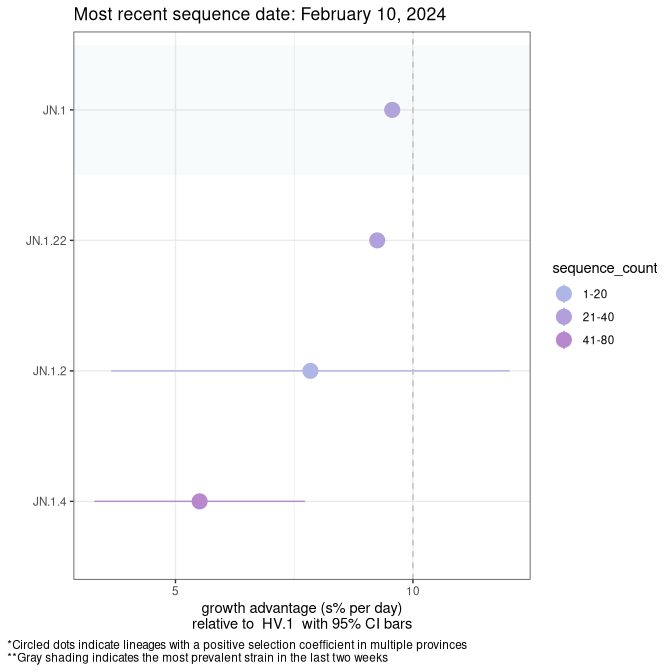 Most recent sequence date: February 10, 2024
JN.1
JN.1.22
JN.1.2
JN.1.4
5
10
growth advantage (s% per day)
relative to  HV.1  with 95% CI bars
sequence_count
1-20
21-40
41-80
*Circled dots indicate lineages with a positive selection coefficient in multiple provinces
**Gray shading indicates the most prevalent strain in the last two weeks